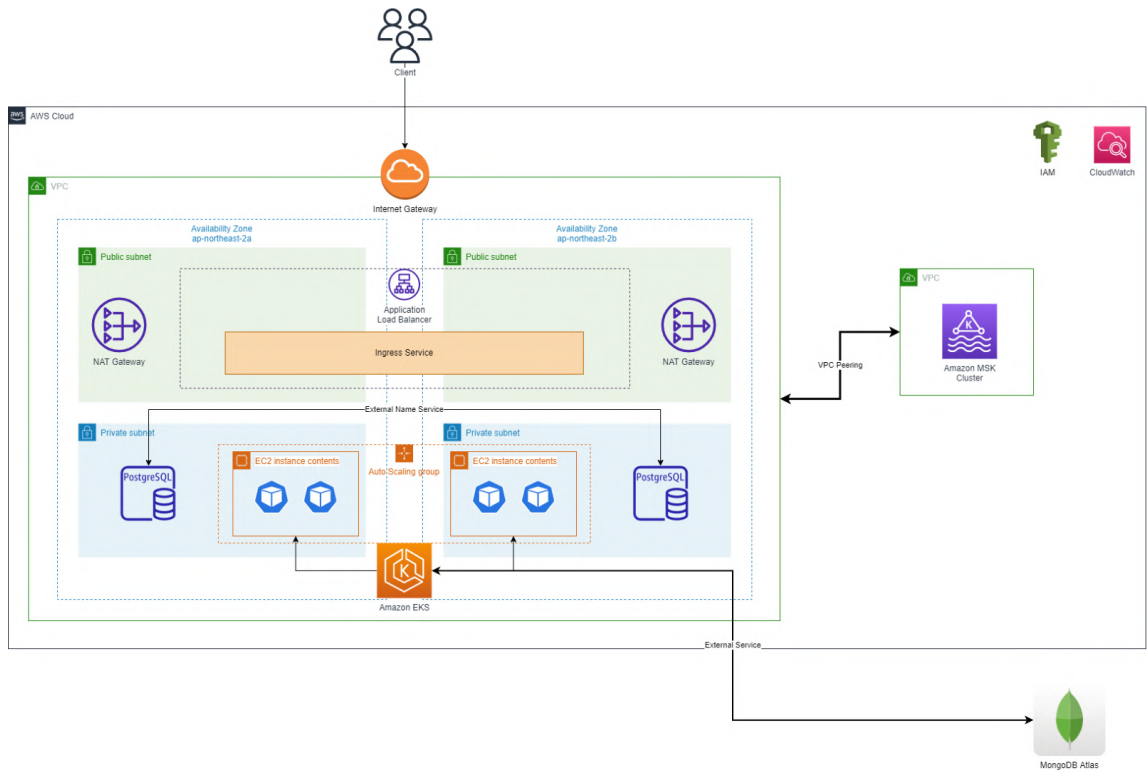 Client
aws
AWS Cloud
IAM
CloudWatch
VPC
Internet Gateway
Availability Zone
ap-northeast-2a
Availability Zone
ap-northeast-2b
Public subnet
Public subnet
Application
Load Balancer
NAT Gateway
NAT Gateway
Ingress Service
VPC
K
Amazon MSK
Cluster
VPC Peering
External Name Service
Private subnet
Private subnet
EC2 instance contents
EC2 instance contents
Auto Scaling group
PostgreSQL
PostgreSQL
K
Amazon EKS
External Service
MongoDB Atlas